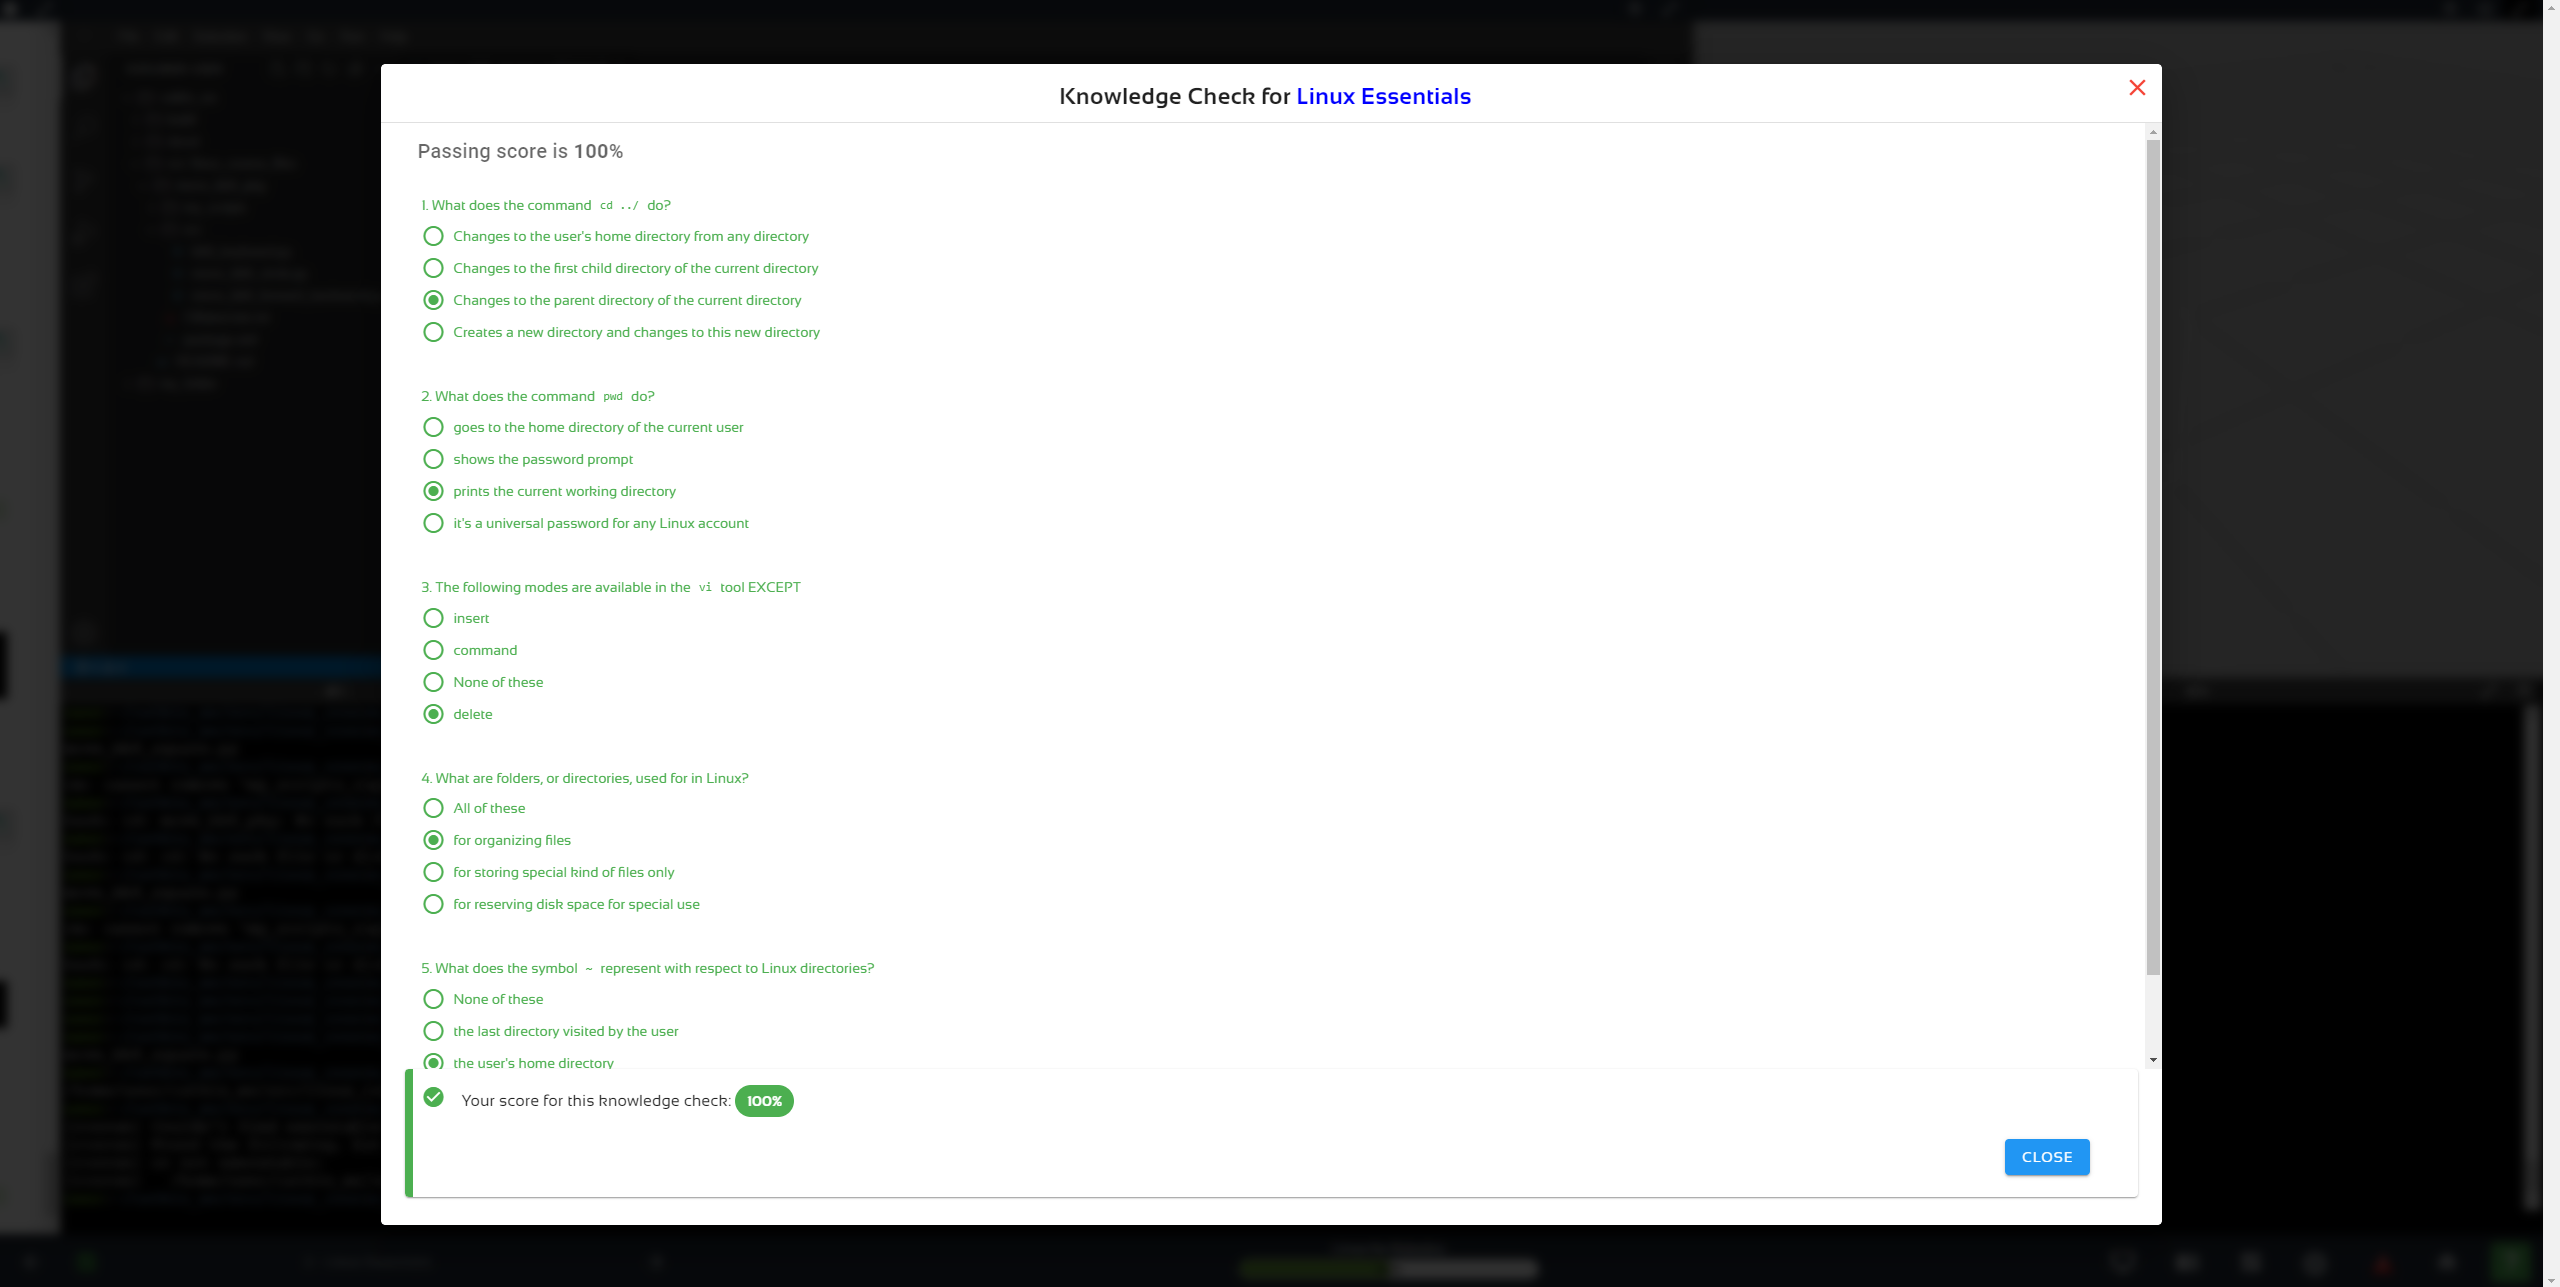 Knowledge Check for Linux Essentials
Passing score is 100%
1. What does the command cd ../ do?
Changes to the user's home directory from any directory
Changes to the first child directory of the current directory
Changes to the parent directory of the current directory
Creates a new directory and changes to this new directory
2. What does the command pwd do?
goes to the home directory of the current user
shows the password prompt
prints the current working directory
it's a universal password for any Linux account
3. The following modes are available in the vi tool EXCEPT
insert
command
None of these
delete
4. What are folders, or directories, used for in Linux?
All of these
for organizing files
for storing special kind of files only
for reserving disk space for special use
5. What does the symbol ~ represent with respect to Linux directories?
None of these
the last directory visited by the user
the user's home directory
Your score for this knowledge check: 100%
CLOSE